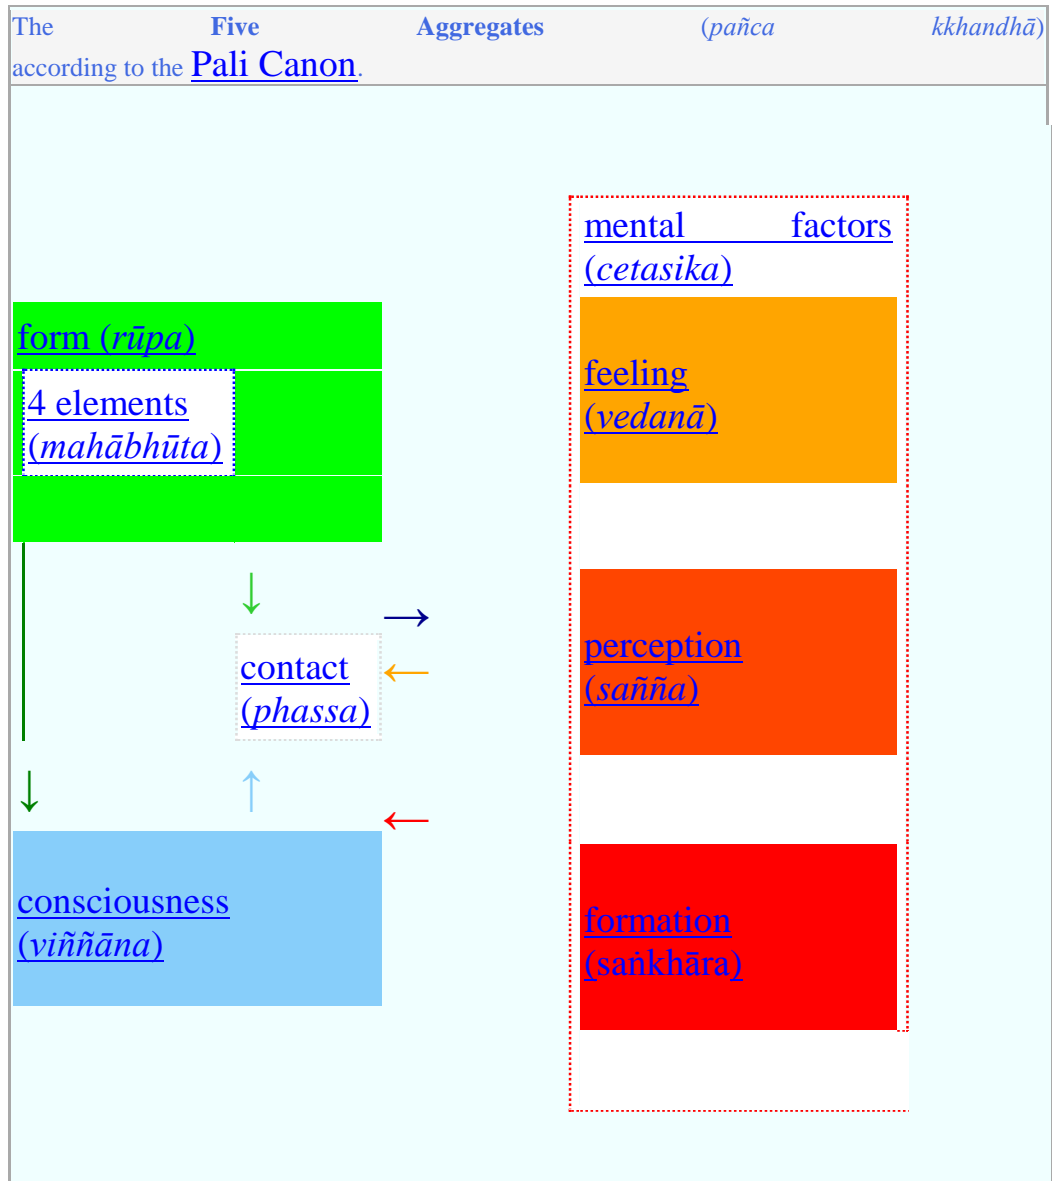 The Five Aggregates (pañca kkhandhā)
according to the Pali Canon.
mental factors
(cetasika)
form (rūpa)
4 elements
(mahābhūta)
feeling
(vedanā)
↓
→
contact
(phassa)
←
perception
(sañña)
↓
↑
←
consciousness
(viññāna)
formation
(saṅkhāra)